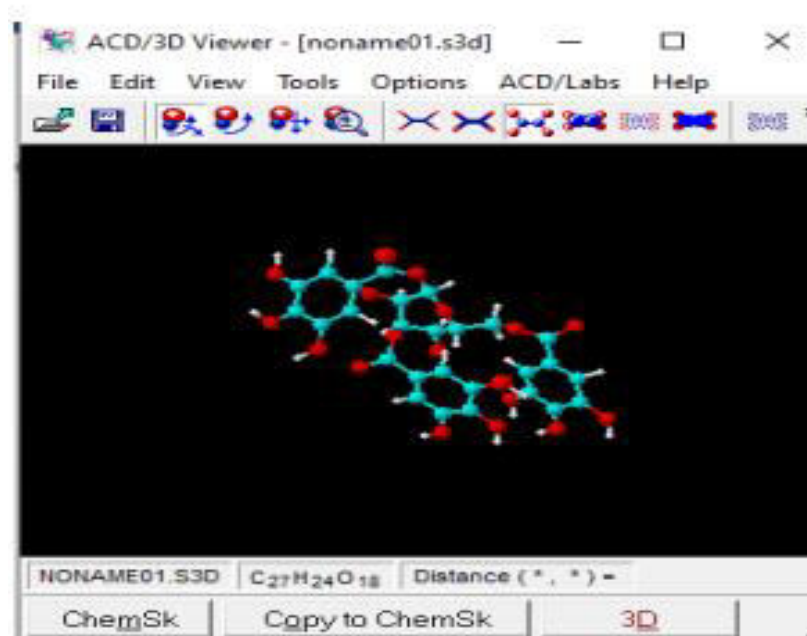 ACD/3D Viewer - [noname01.s3d]
File Edit View Tools Options ACD/Labs Help
NONAME01.S3D C27H24O18 Distance ( * , * ) =
ChemSk Copy to ChemSk 3D